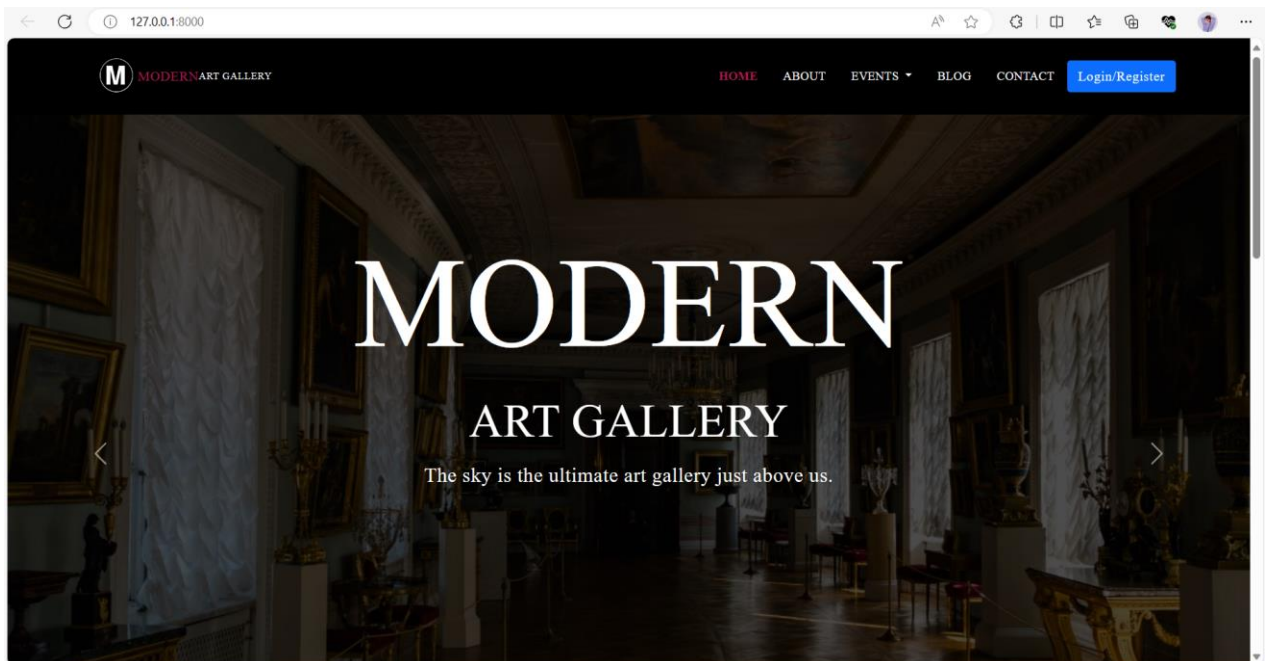 127.0.0.1:8000
M MODERNART GALLERY
HOME ABOUT EVENTS BLOG CONTACT Login/Register
MODERN
ART GALLERY
The sky is the ultimate art gallery just above us.